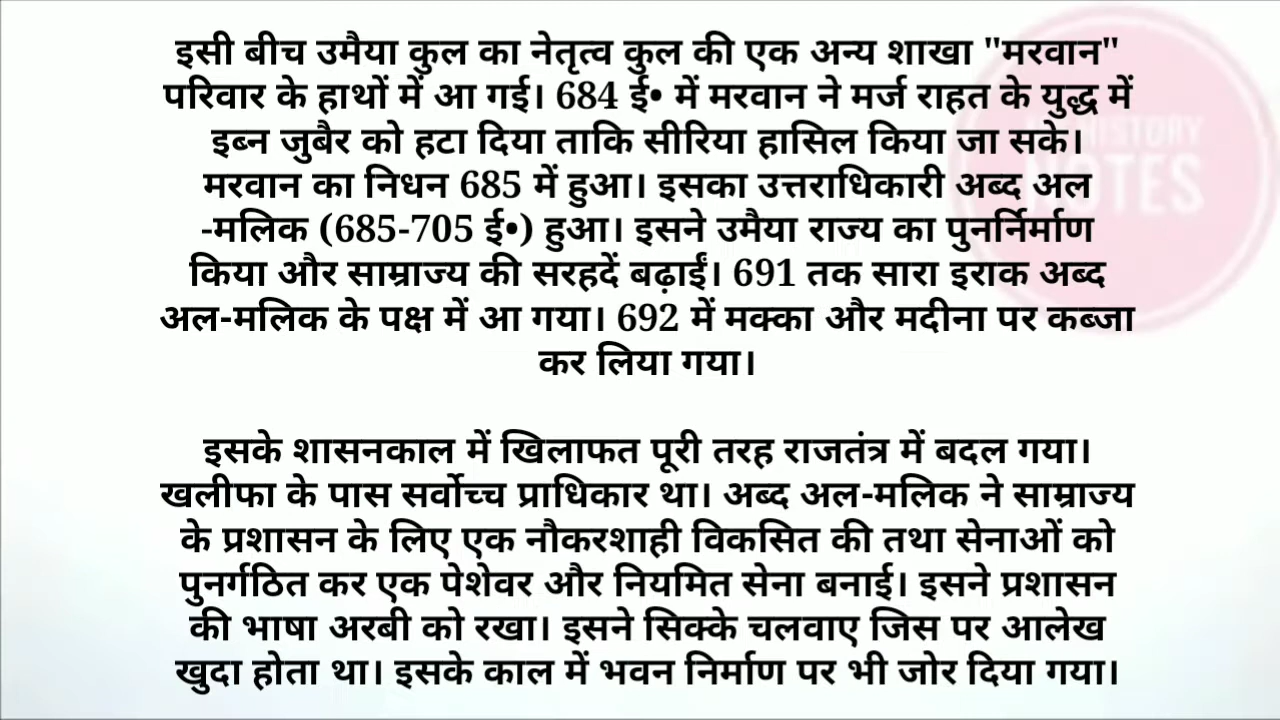 इसी बीच उमैया कुल का नेतृत्व कुल की एक अन्य शाखा "मरवान"
परिवार के हाथों में आ गई। 684 ई• में मरवान ने मर्ज राहत के युद्ध में
इब्न जुबैर को हटा दिया ताकि सीरिया हासिल किया जा सके।
मरवान का निधन 685 में हुआ। इसका उत्तराधिकारी अब्द अल
-मलिक (685-705 ई•) हुआ। इसने उमैया राज्य का पुनर्निर्माण
किया और साम्राज्य की सरहदें बढ़ाईं। 691 तक सारा इराक अब्द
अल-मलिक के पक्ष में आ गया। 692 में मक्का और मदीना पर कब्जा
कर लिया गया।
इसके शासनकाल में खिलाफत पूरी तरह राजतंत्र में बदल गया।
खलीफा के पास सर्वोच्च प्राधिकार था। अब्द अल-मलिक ने साम्राज्य
के प्रशासन के लिए एक नौकरशाही विकसित की तथा सेनाओं को
पुनर्गठित कर एक पेशेवर और नियमित सेना बनाई। इसने प्रशासन
की भाषा अरबी को रखा। इसने सिक्के चलवाए जिस पर आलेख
खुदा होता था। इसके काल में भवन निर्माण पर भी जोर दिया गया।